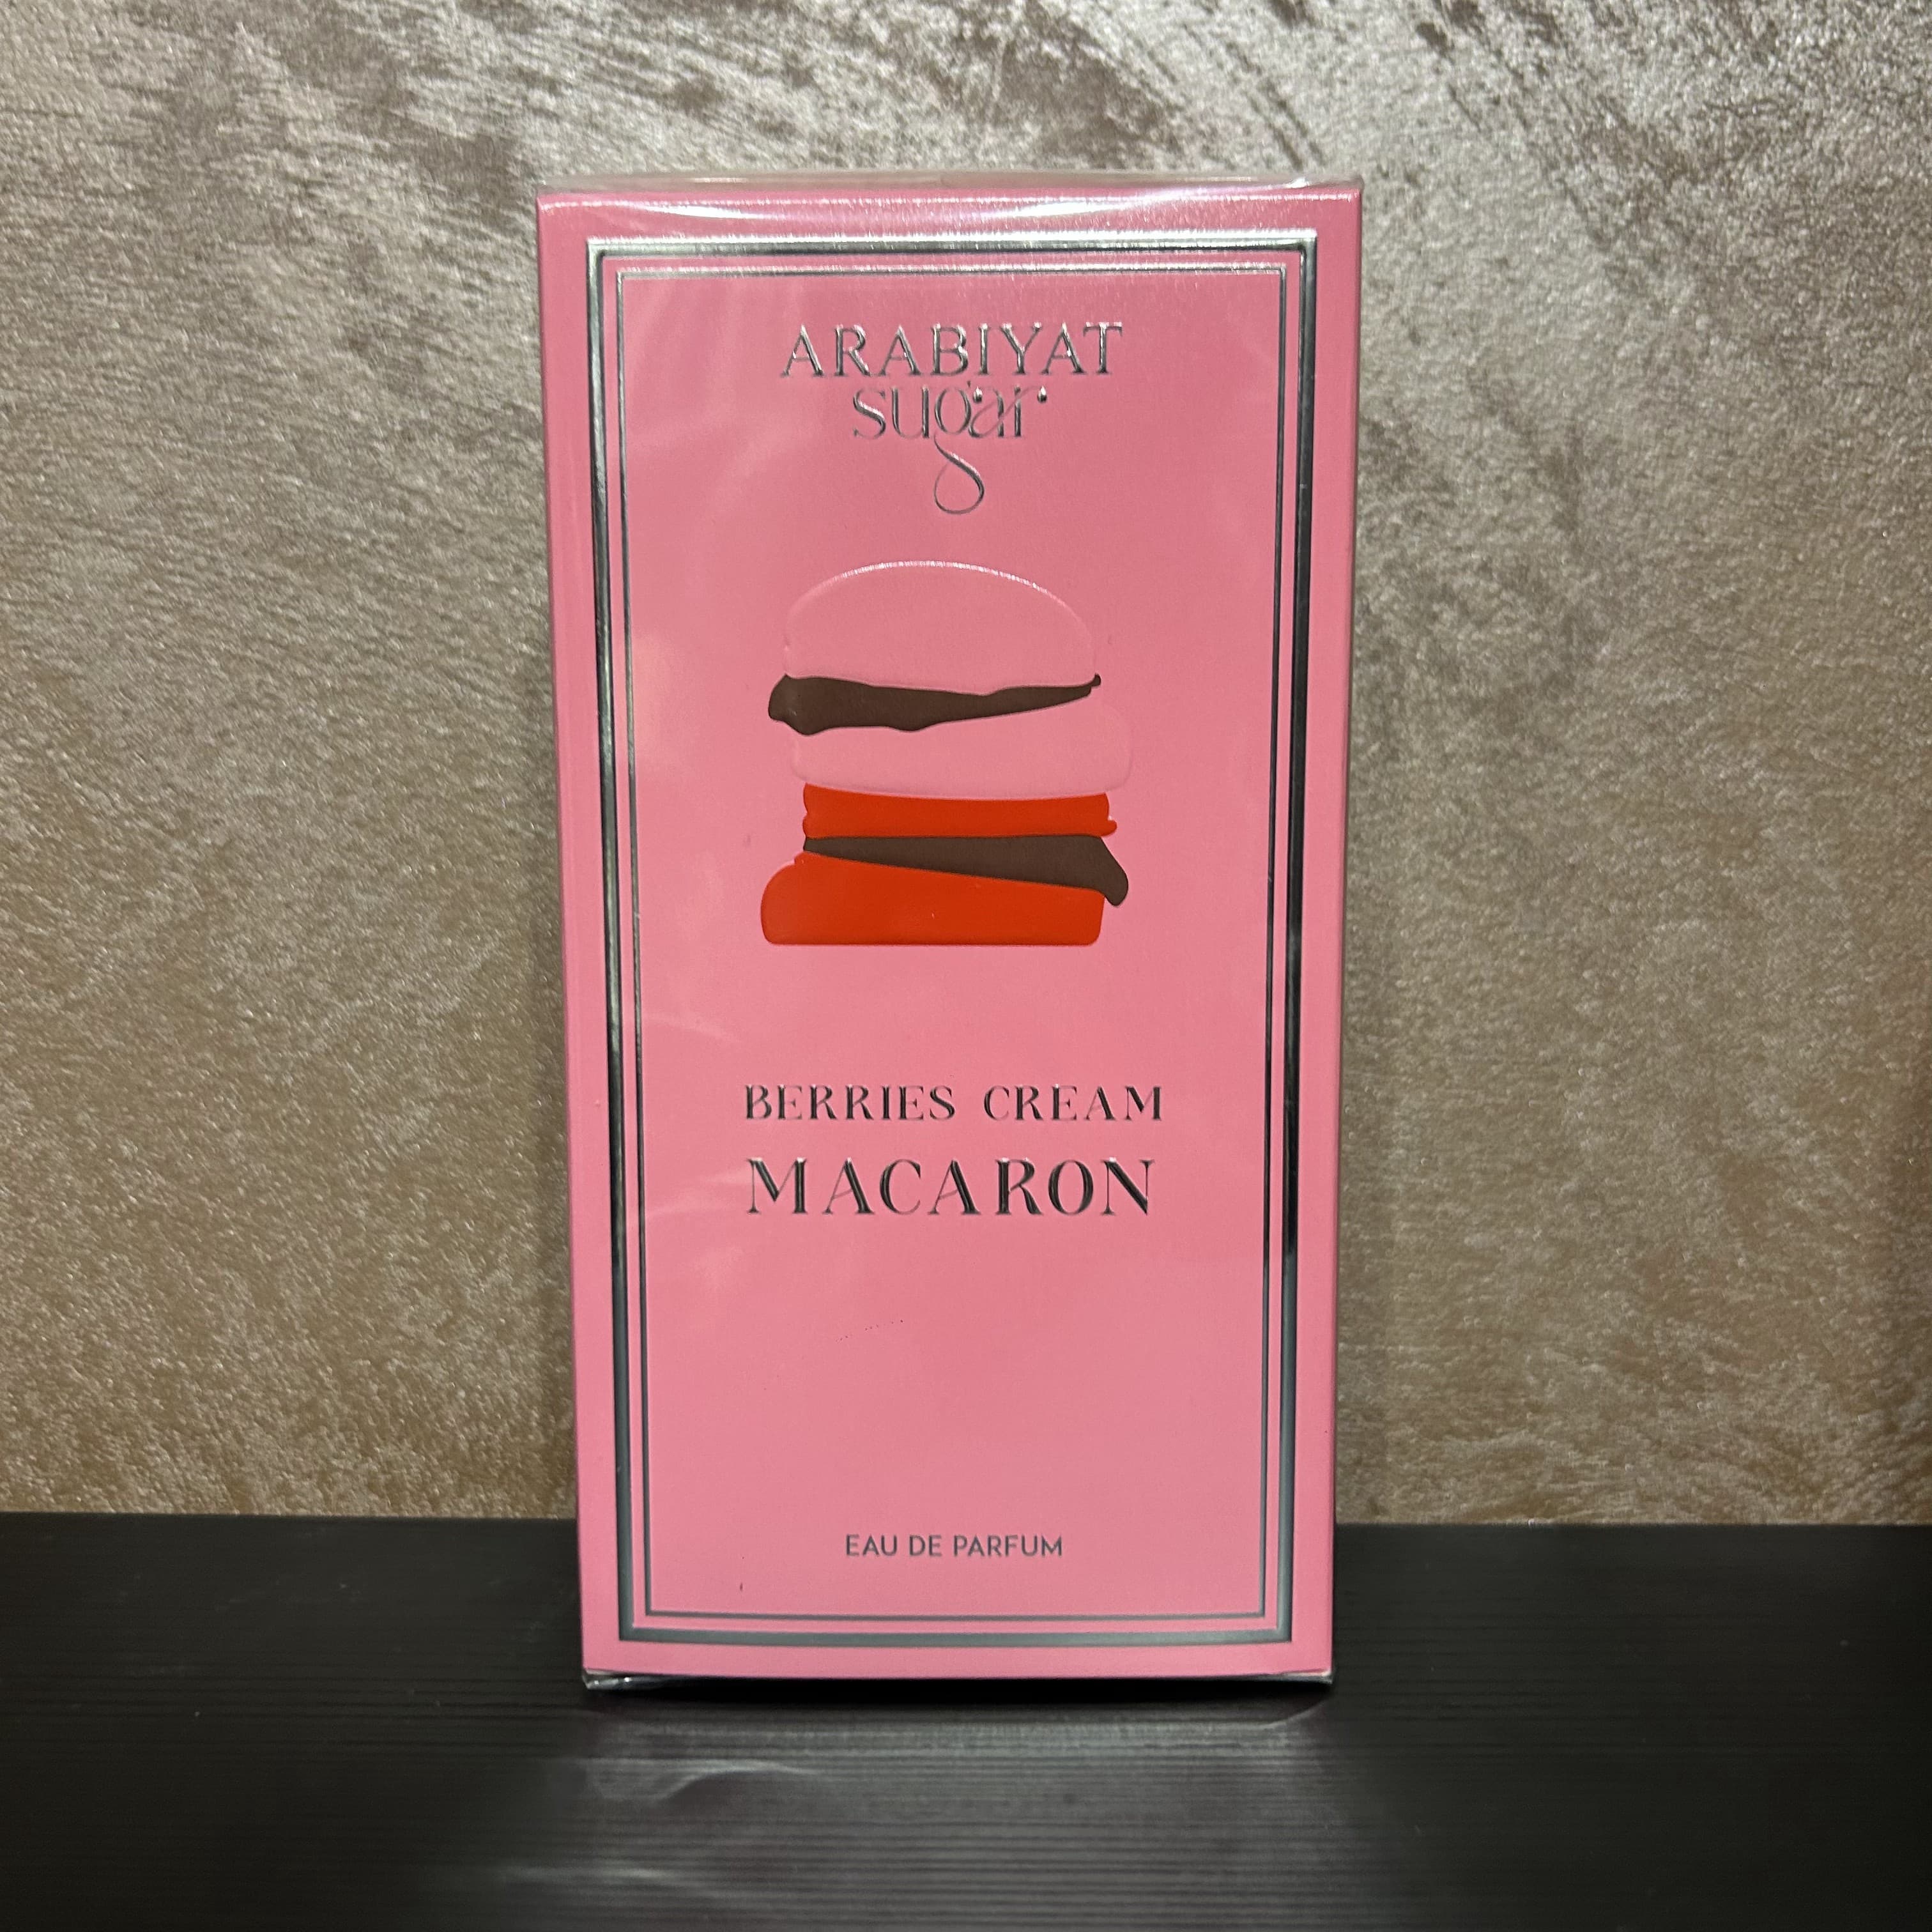 ARABIYAT
sugar
BERRIES CREAM
MACARON
EAU DE PARFUM